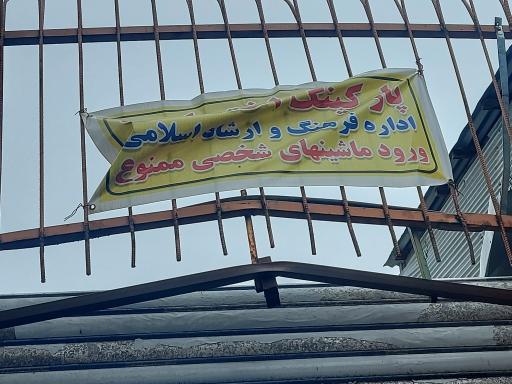 پارکینگ
اداره فرهنگ و ارشاد اسلامی
ورود ماشینهای شخصی ممنوع